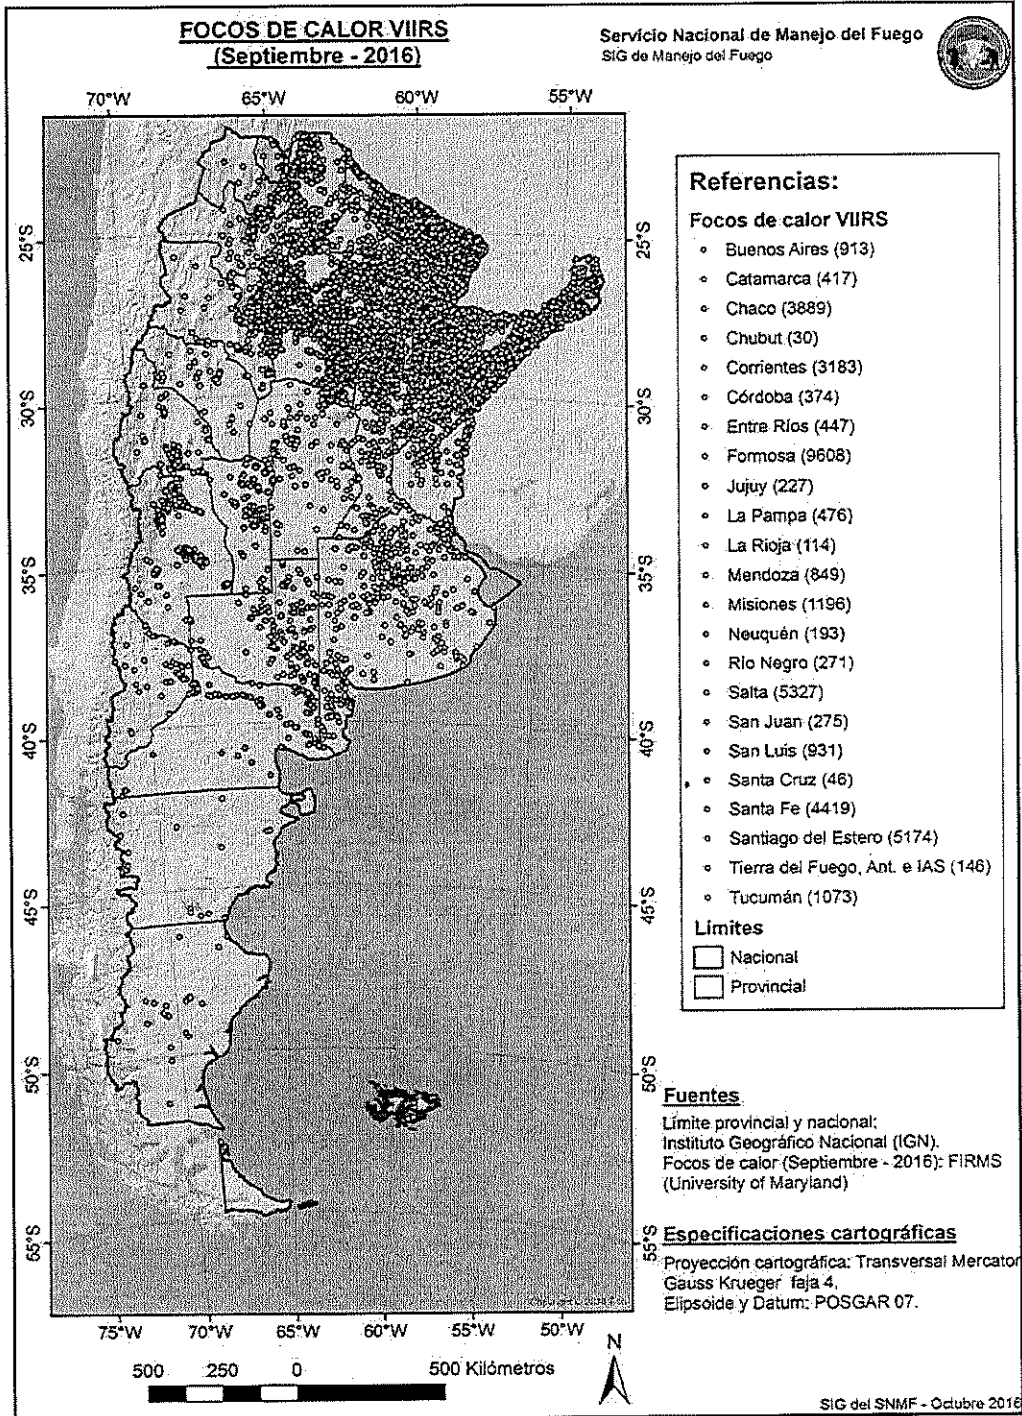 FOCOS DE CALOR VIIRS
(Septiembre - 2016)
Servicio Nacional de Manejo del Fuego
SIG de Manejo del Fuego
70°W 65°W 60°W 55°W
25°S 25°S
30°S 30°S
35°S 35°S
40°S 40°S
45°S 45°S
50°S 50°S
55°S 55°S
75°W 70°W 65°W 60°W 55°W 50°W
Referencias:
Focos de calor VIIRS
Buenos Aires (913)
Catamarca (417)
Chaco (3889)
Chubut (30)
Corrientes (3183)
Córdoba (374)
Entre Ríos (447)
Formosa (9608)
Jujuy (227)
La Pampa (476)
La Rioja (114)
Mendoza (849)
Misiones (1196)
Neuquén (193)
Río Negro (271)
Salta (5327)
San Juan (275)
San Luis (931)
Santa Cruz (46)
Santa Fe (4419)
Santiago del Estero (5174)
Tierra del Fuego, Ant. e IAS (146)
Tucumán (1073)
Límites
Nacional
Provincial
Fuentes
Límite provincial y nacional:
Instituto Geográfico Nacional (IGN).
Focos de calor (Septiembre - 2016): FIRMS
(University of Maryland)
Especificaciones cartográficas
Proyección cartográfica: Transversal Mercator
Gauss Krueger faja 4.
Elipsoide y Datum: POSGAR 07.
500 250 0 500 Kilómetros
N
SIG del SNMF - Octubre 2016